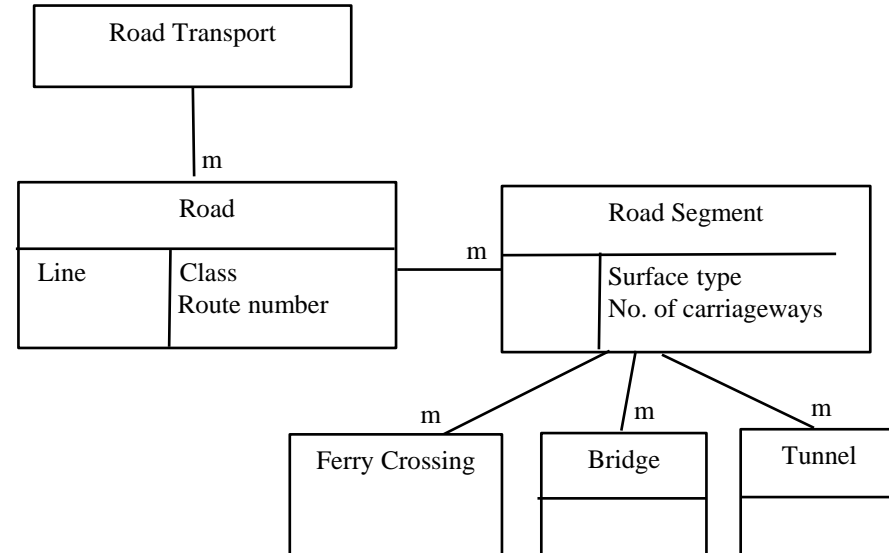 Road Transport
m
Road
Line
Class
Route number
m
Road Segment
Surface type
No. of carriageways
m
m
m
Ferry Crossing
Bridge
Tunnel